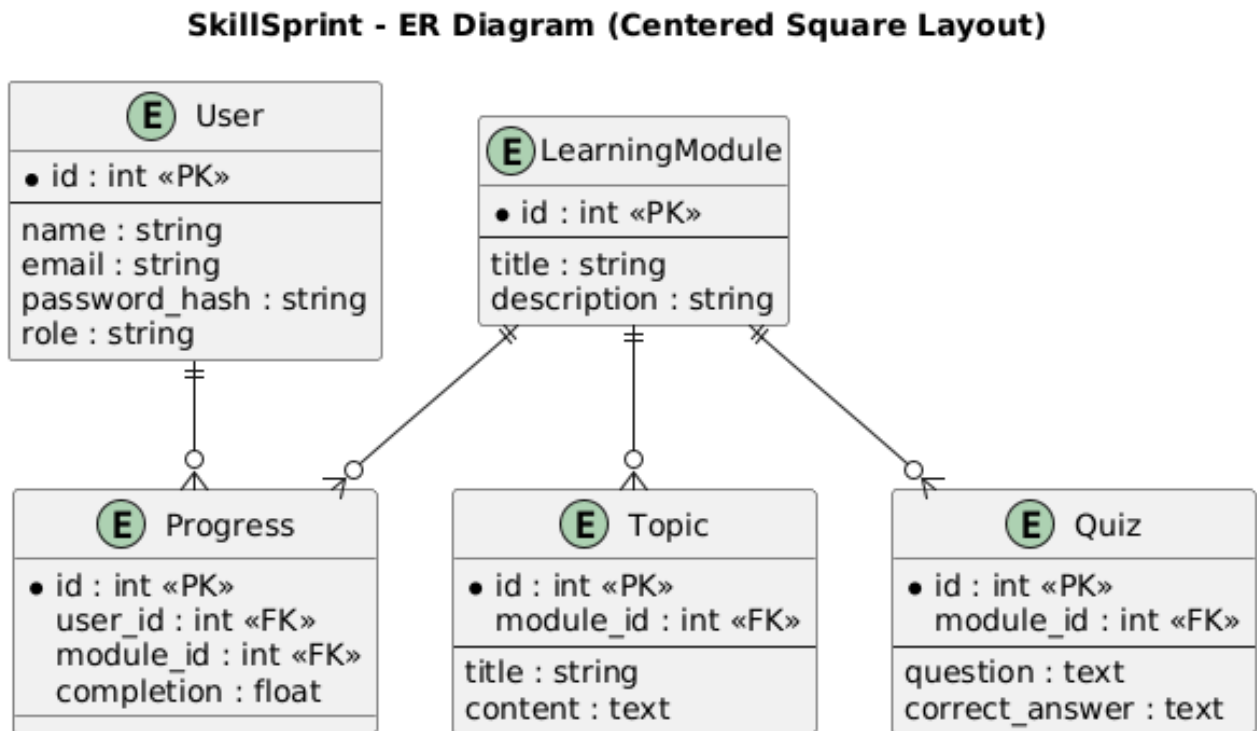 SkillSprint - ER Diagram (Centered Square Layout)
E User
• id : int «PK»
name : string
email : string
password_hash : string
role : string
E LearningModule
• id : int «PK»
title : string
description : string
E Progress
• id : int «PK»
user_id : int «FK»
module_id : int «FK»
completion : float
E Topic
• id : int «PK»
module_id : int «FK»
title : string
content : text
E Quiz
• id : int «PK»
module_id : int «FK»
question : text
correct_answer : text